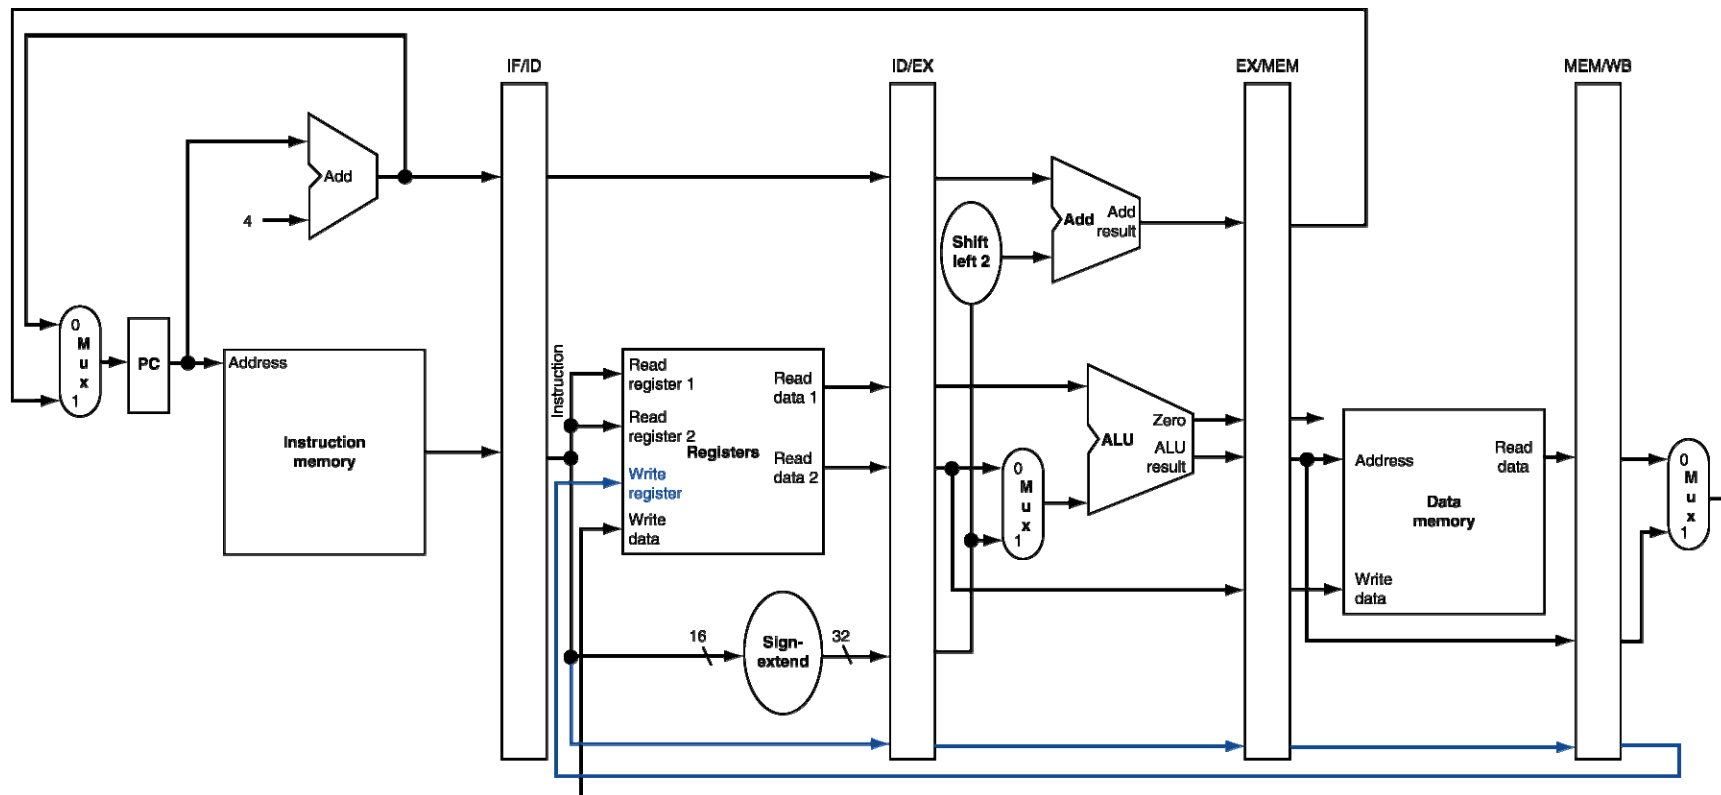 IF/ID
ID/EX
EX/MEM
MEM/WB
Add
4
Add
Add
result
Shift
left 2
0
M
u
x
1
PC
Address
Instruction
memory
Instruction
Read
register 1
Read
register 2
Write
register
Write
data
Registers
Read
data 1
Read
data 2
16
Sign-
extend
32
0
M
u
x
1
Zero
ALU
ALU
result
Address
Read
data
Data
memory
Write
data
0
M
u
x
1